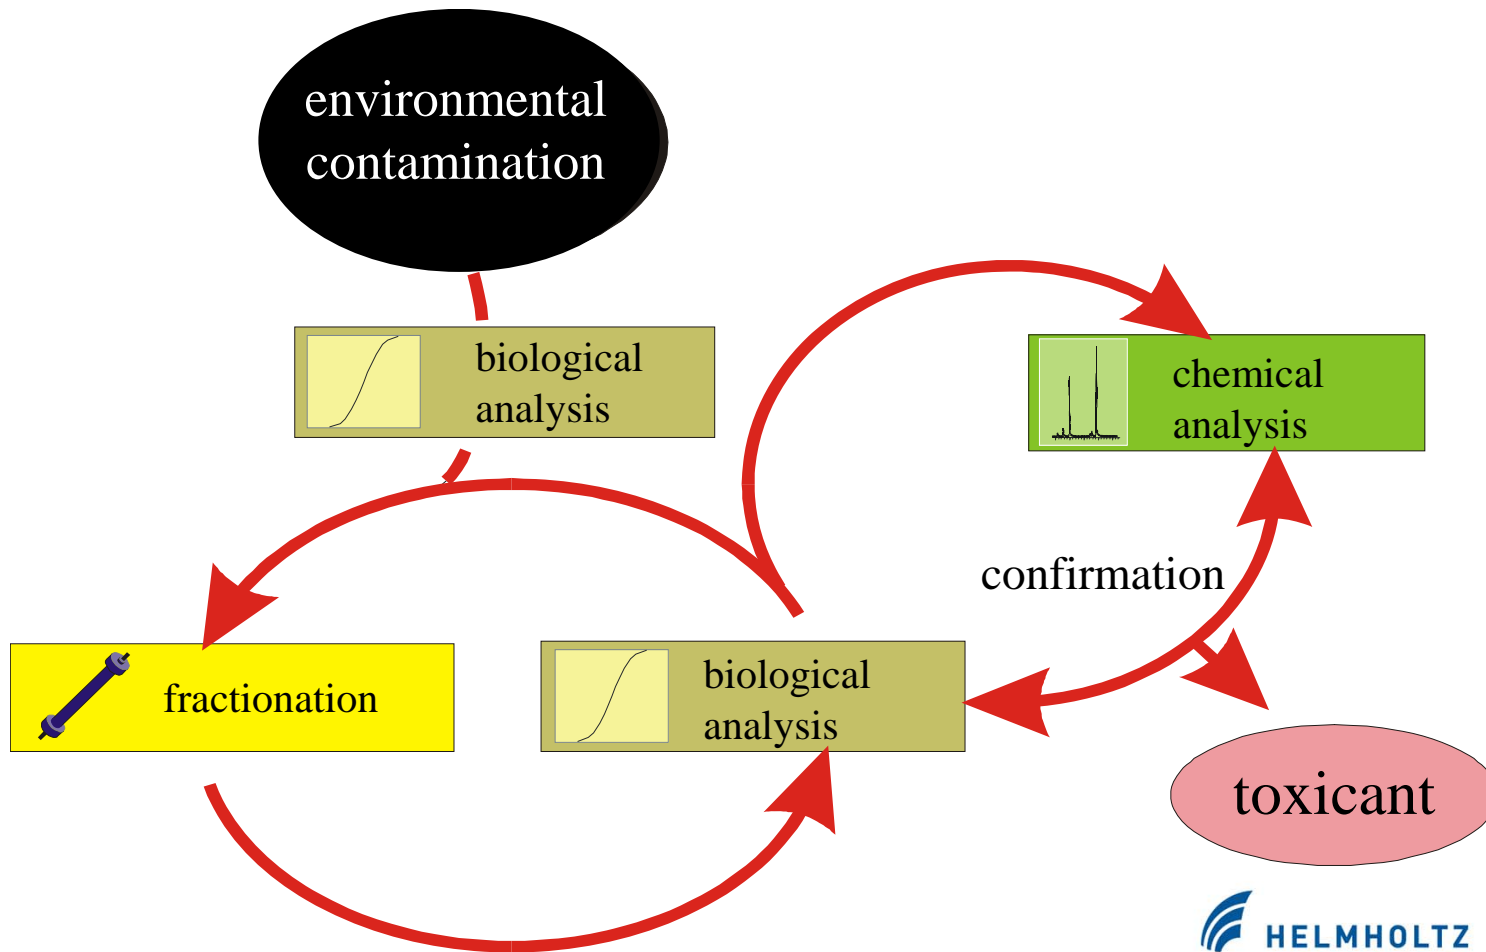 environmental
contamination
biological
analysis
chemical
analysis
confirmation
fractionation
biological
analysis
toxicant
HELMHOLTZ